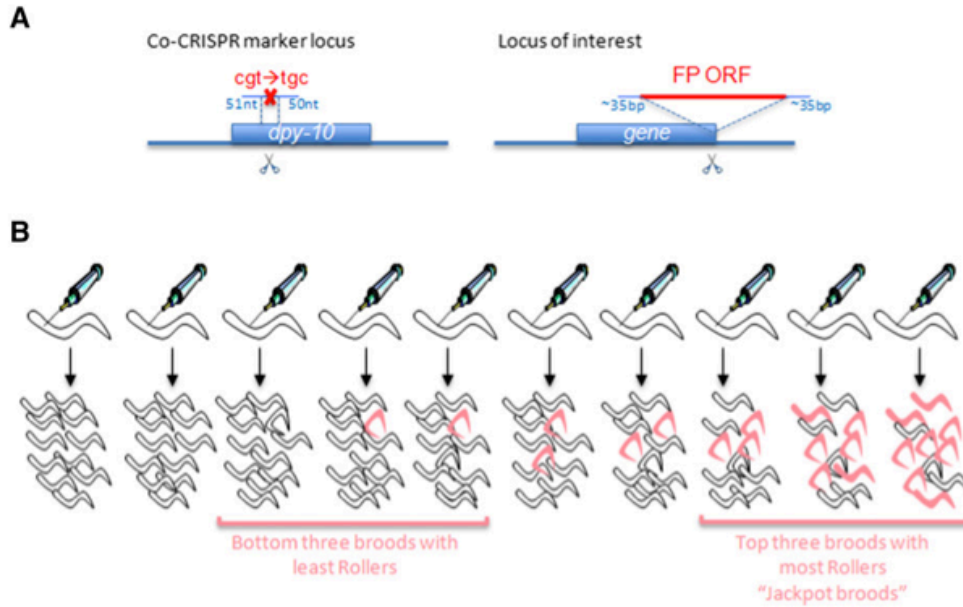 A
Co-CRISPR marker locus
Locus of interest
cgt→tgc
FP ORF
51nt
50nt
~35bp
~35bp
dpy-10
gene
B
Bottom three broods with
least Rollers
Top three broods with
most Rollers
"Jackpot broods"